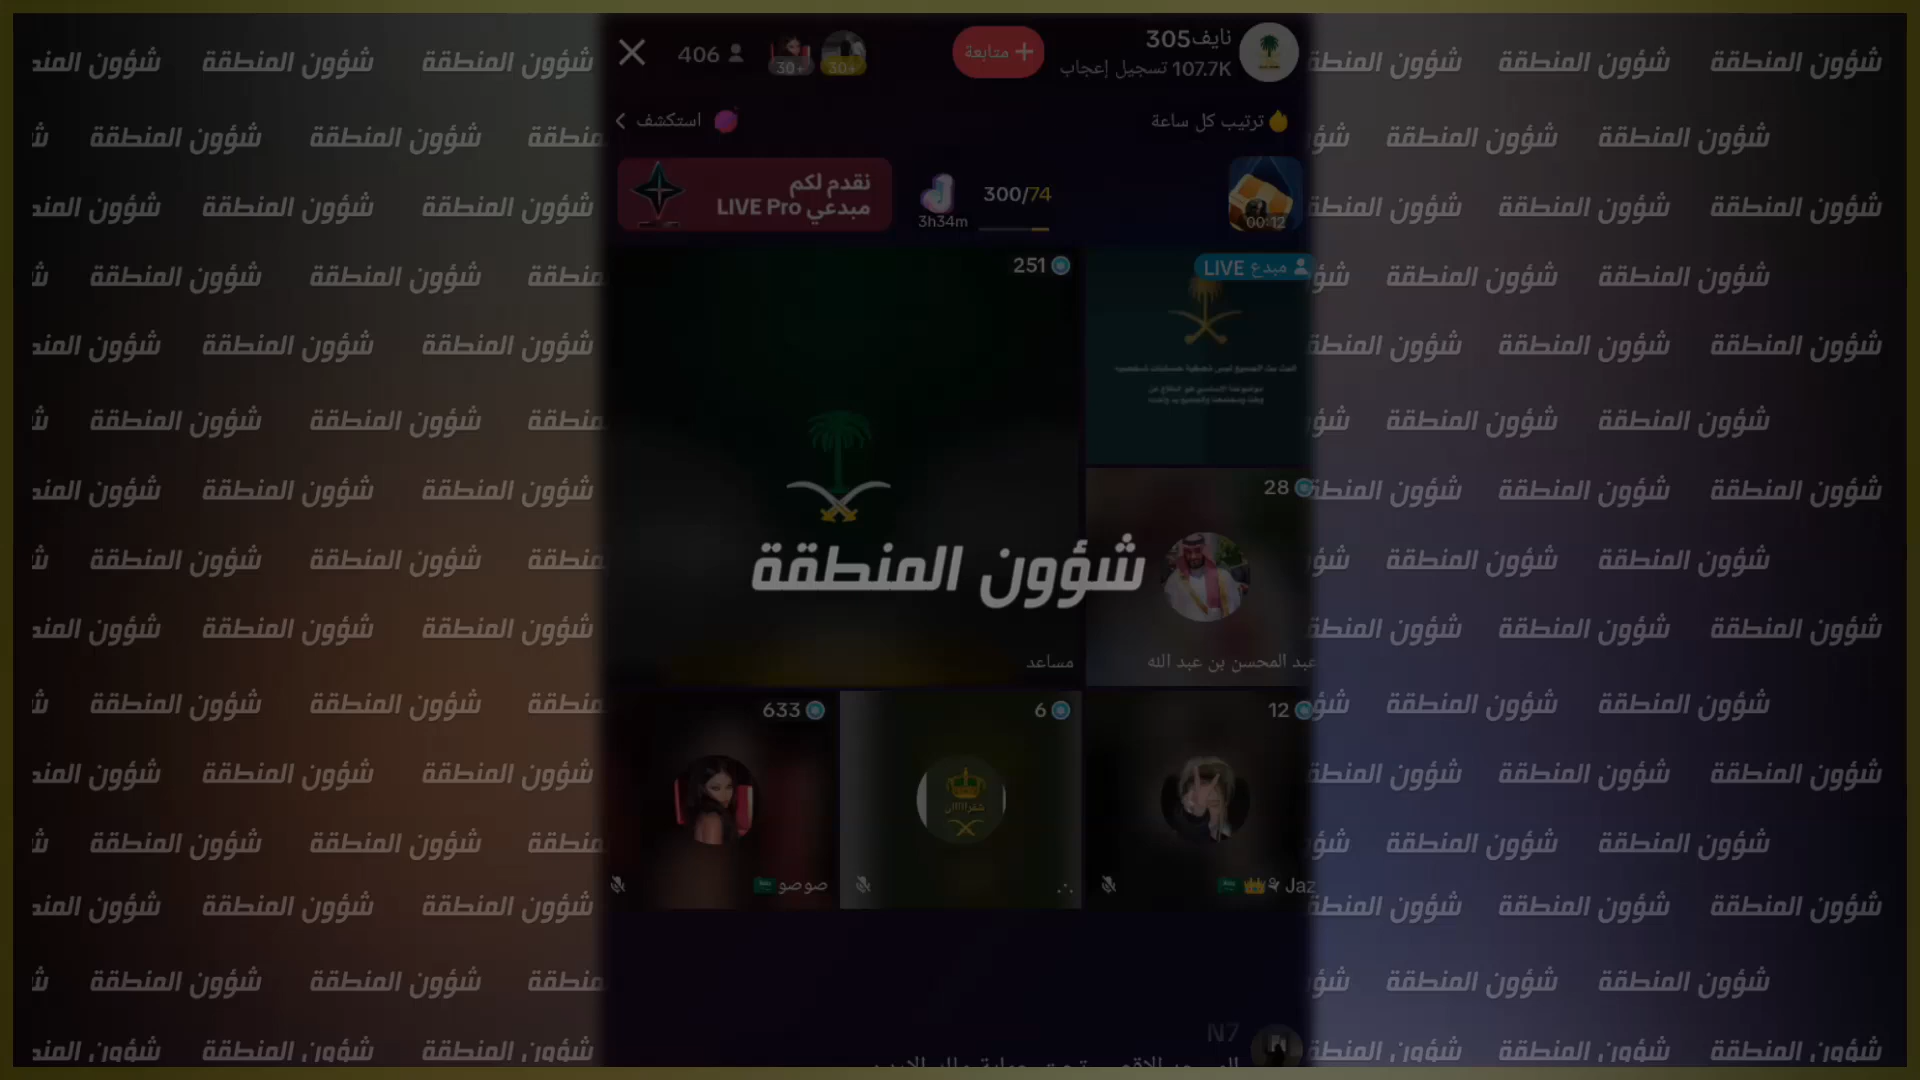 نايف305
107.7K تسجيل إعجاب
متابعة
30+
30+
406
ترتيب كل ساعة
استكشف
00:12
300/74
3h34m
نقدم لكم
مبدعي LIVE Pro
251
مبدع LIVE
28
شؤون المنطقة
عبد المحسن بن عبد الله
مساعد
12
6
633
Jaz
صوصو
N7
شؤون المنطقة